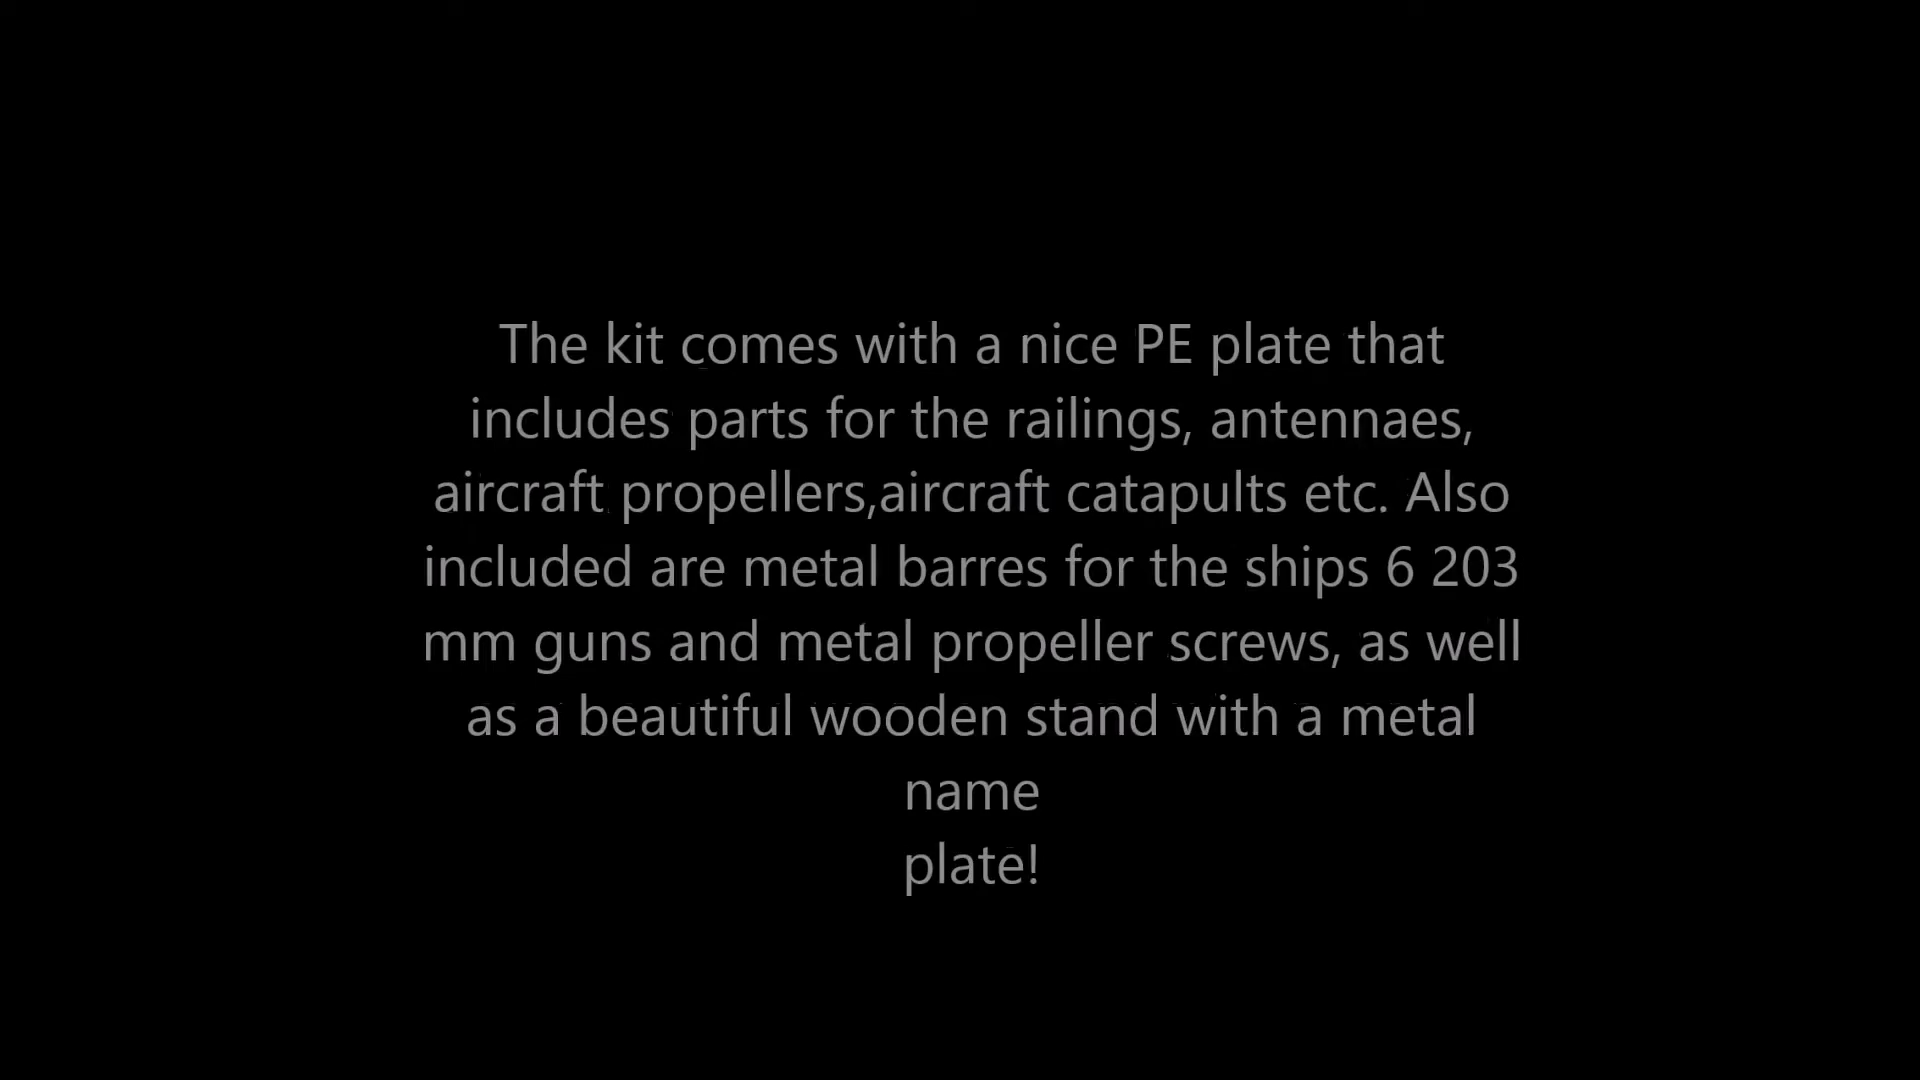 The kit comes with a nice PE plate that
includes parts for the railings, antennaes,
aircraft propellers,aircraft catapults etc. Also
included are metal barres for the ships 6 203
mm guns and metal propeller screws, as well
as a beautiful wooden stand with a metal
name
plate!